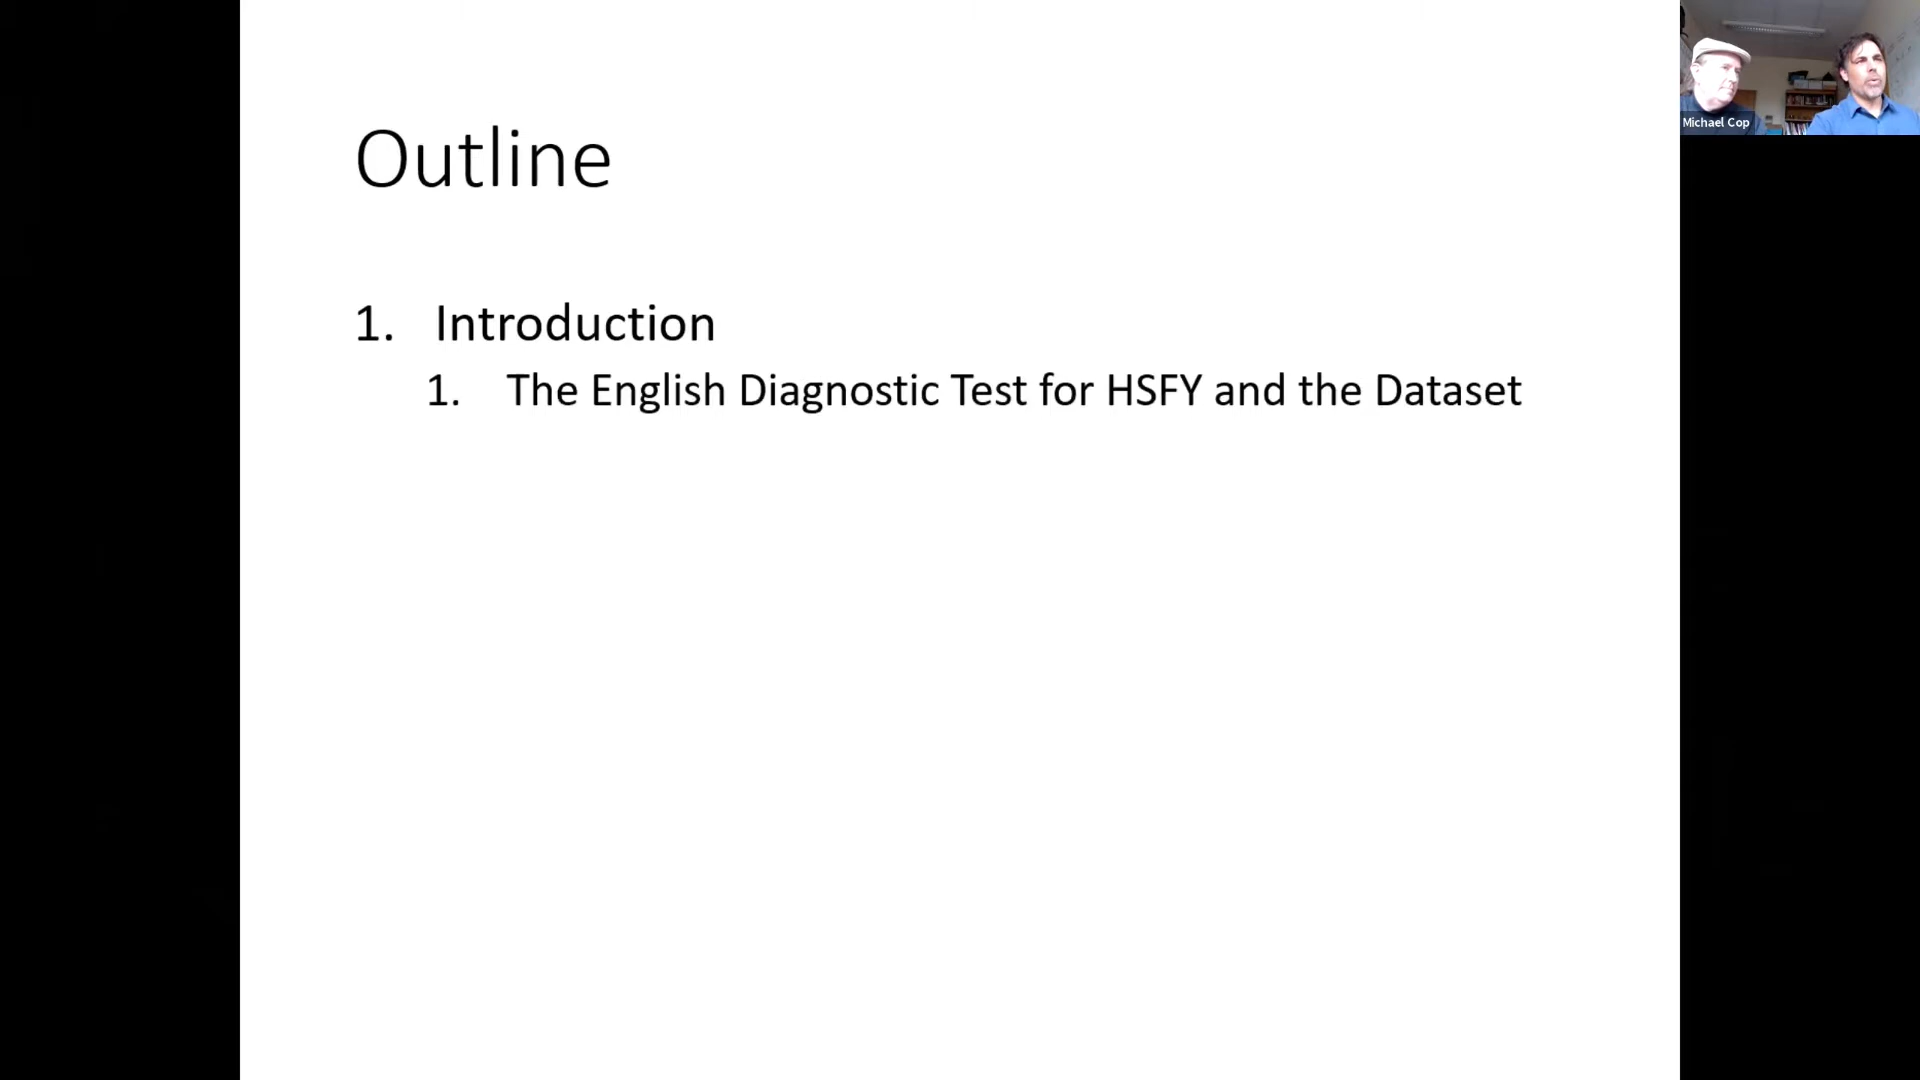 Outline
1. Introduction
1. The English Diagnostic Test for HSFY and the Dataset
Michael Cop